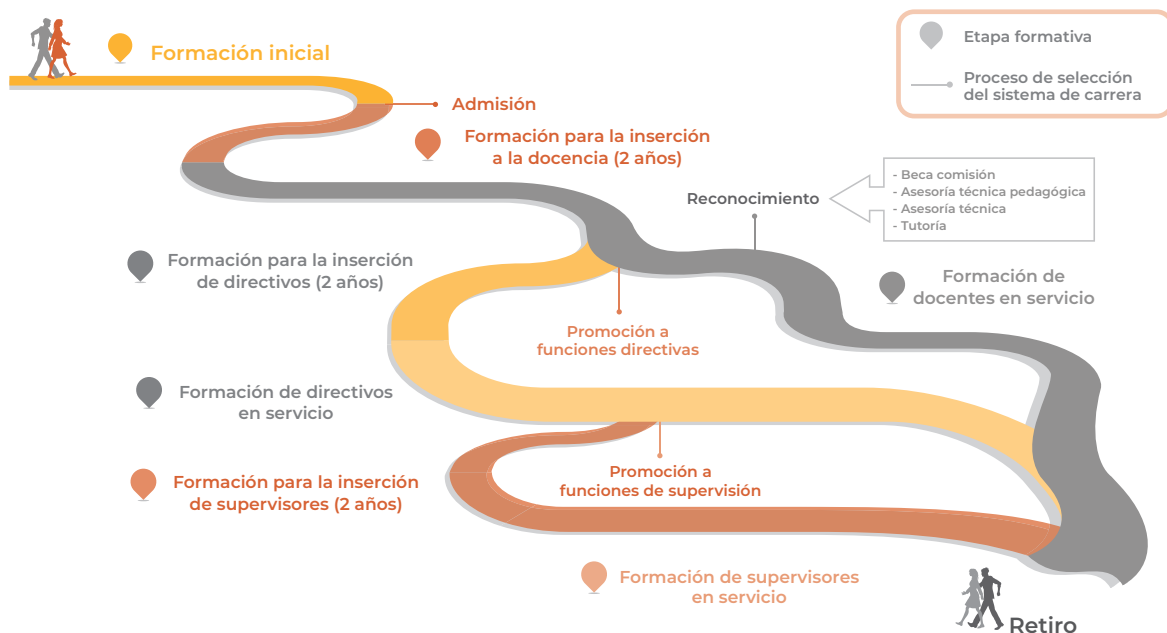 Formación inicial
Etapa formativa
Proceso de selección
del sistema de carrera
Admisión
Formación para la inserción
a la docencia (2 años)
Reconocimiento
- Beca comisión
- Asesoría técnica pedagógica
- Asesoría técnica
- Tutoría
Formación para la inserción
de directivos (2 años)
Formación de
docentes en servicio
Promoción a
funciones directivas
Formación de directivos
en servicio
Promoción a
funciones de supervisión
Formación para la inserción
de supervisores (2 años)
Formación de supervisores
en servicio
Retiro